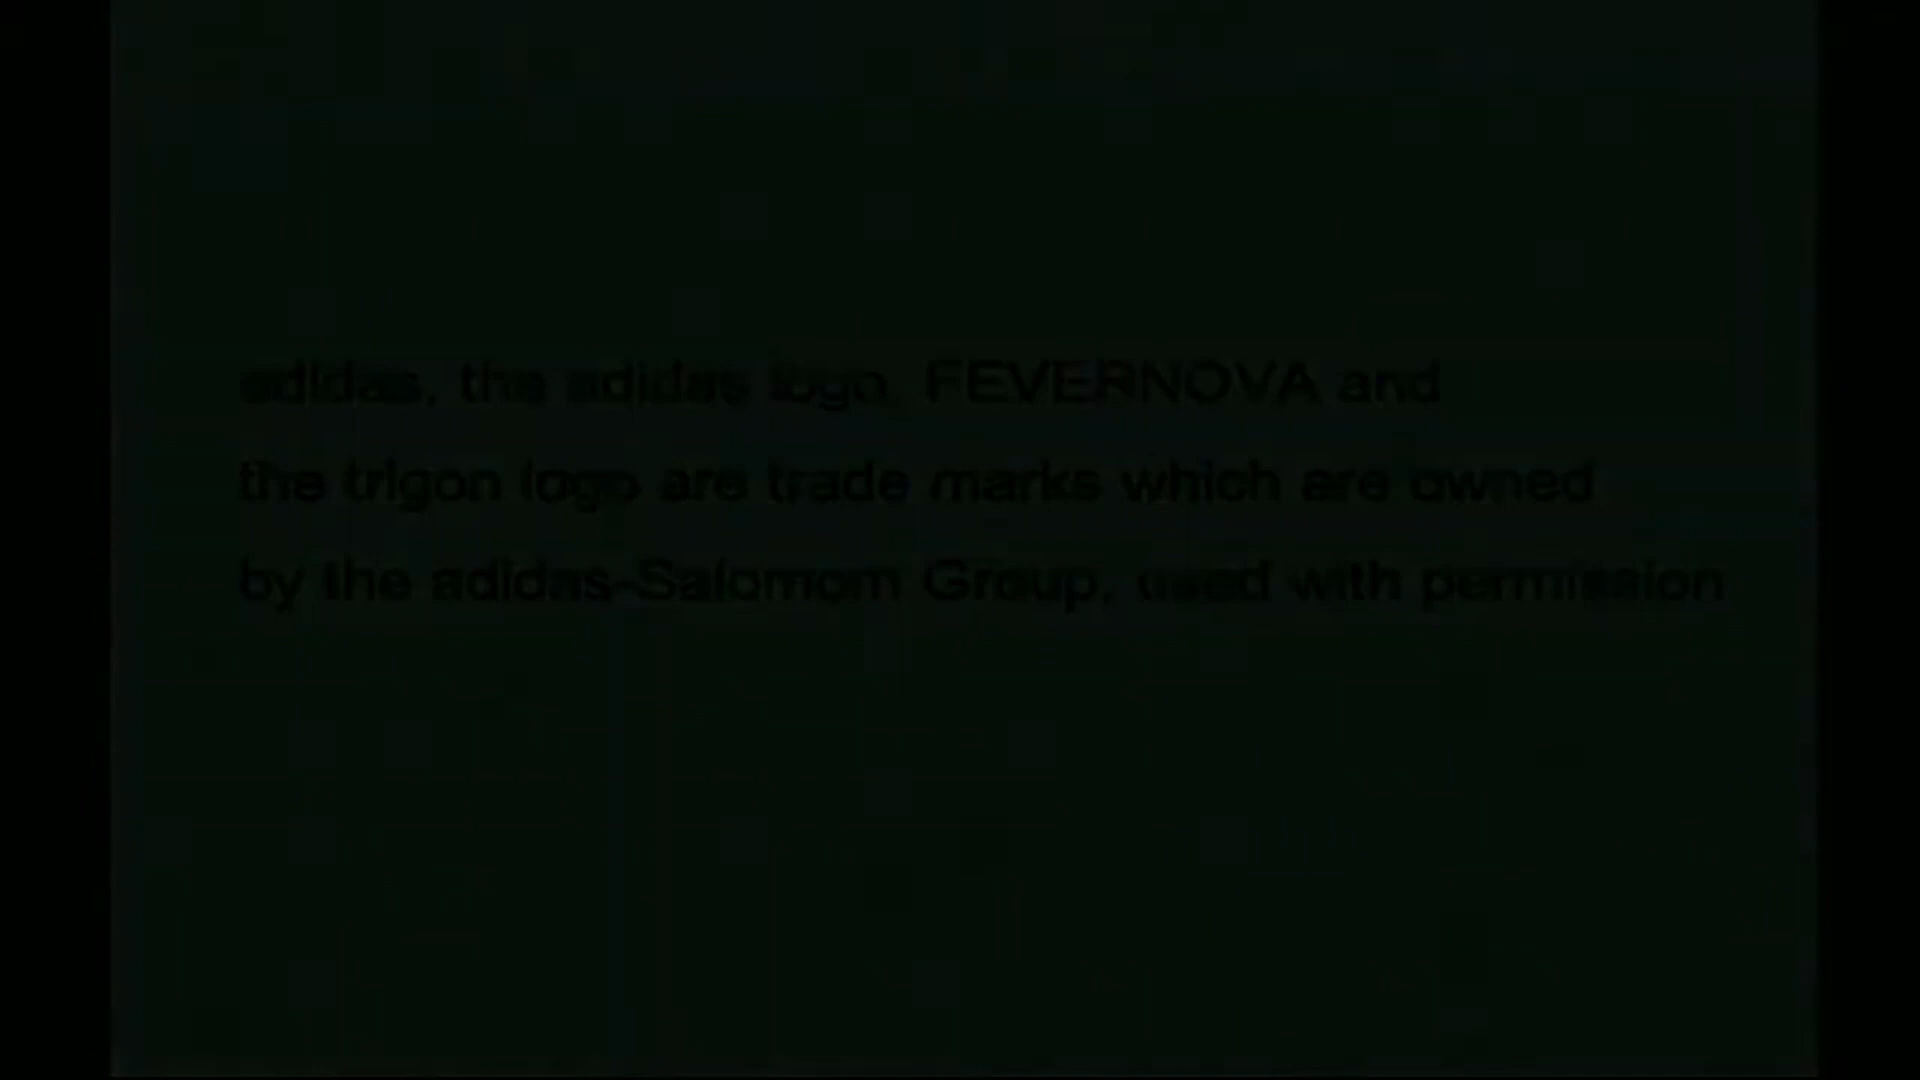 adidas, the adidas logo, FEVERNOVA and
the trigon logo are trade marks which are owned
by the adidas-Salomom Group, used with permission